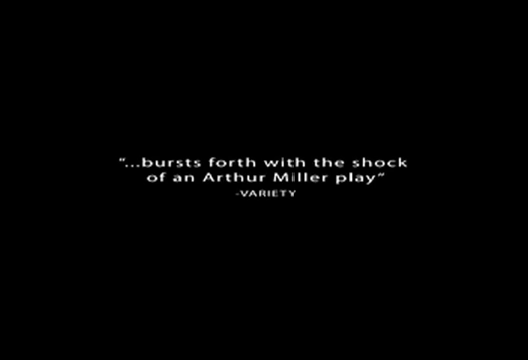 "...bursts forth with the shock
of an Arthur Miller play"
-VARIETY